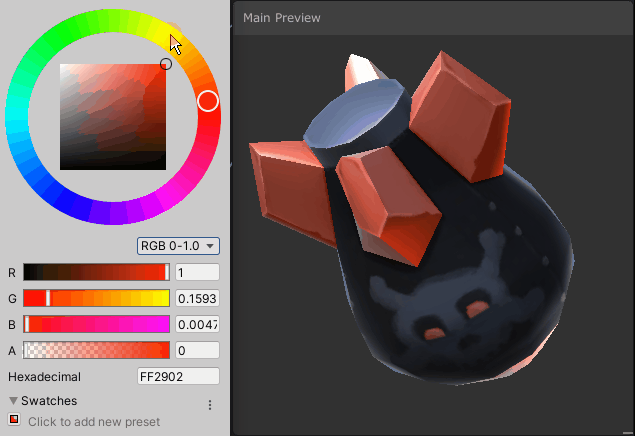 Main Preview
RGB 0-1.0
R 1
G 0.1593
B 0.0047
A 0
Hexadecimal FF2902
Swatches
Click to add new preset